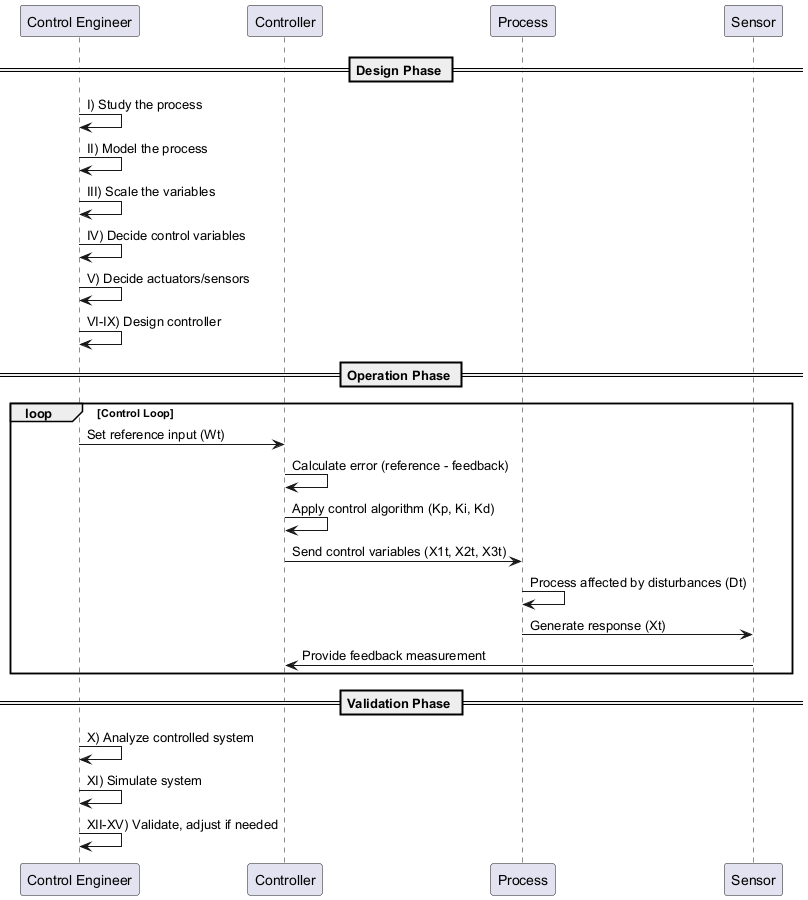 Control Engineer
Controller
Process
Sensor
Design Phase
I) Study the process
II) Model the process
III) Scale the variables
IV) Decide control variables
V) Decide actuators/sensors
VI-IX) Design controller
Operation Phase
loop
[Control Loop]
Set reference input (Wt)
Calculate error (reference - feedback)
Apply control algorithm (Kp, Ki, Kd)
Send control variables (X1t, X2t, X3t)
Process affected by disturbances (Dt)
Generate response (Xt)
Provide feedback measurement
Validation Phase
X) Analyze controlled system
XI) Simulate system
XII-XV) Validate, adjust if needed
Control Engineer
Controller
Process
Sensor